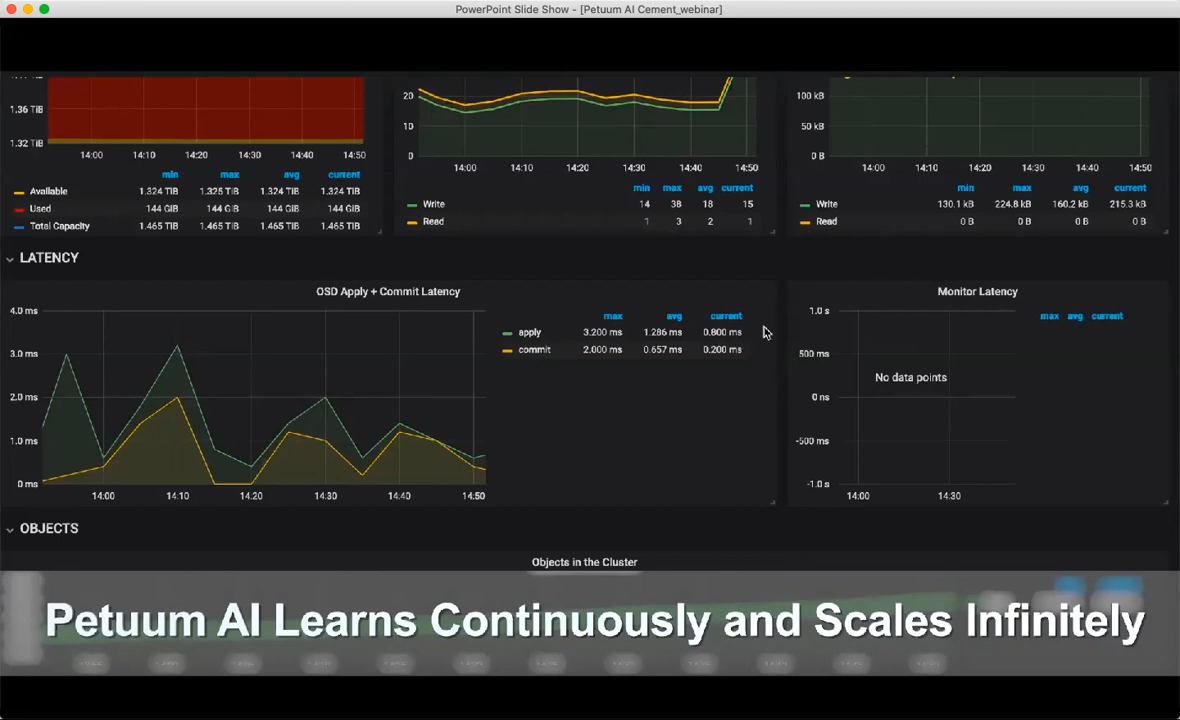 PowerPoint Slide Show - [Petuum AI Cement_webinar]
1.36 TiB
1.32 TiB
14:00 14:10 14:20 14:30 14:40 14:50
min max avg current
Available 1.324 TiB 1.325 TiB 1.324 TiB 1.324 TiB
Used 144 GiB 144 GiB 144 GiB 144 GiB
Total Capacity 1.465 TiB 1.465 TiB 1.465 TiB 1.465 TiB
20
10
0
14:00 14:10 14:20 14:30 14:40 14:50
min max avg current
Write 14 38 18 15
Read 1 3 2 1
100 kB
50 kB
0 B
14:00 14:10 14:20 14:30 14:40 14:50
min max avg current
Write 130.1 kB 224.8 kB 160.2 kB 215.3 kB
Read 0 B 0 B 0 B 0 B
LATENCY
OSD Apply + Commit Latency
4.0 ms
3.0 ms
2.0 ms
1.0 ms
0 ms
14:00 14:10 14:20 14:30 14:40 14:50
max avg current
apply 3.200 ms 1.286 ms 0.800 ms
commit 2.000 ms 0.657 ms 0.200 ms
Monitor Latency
1.0 s
500 ms
0 ns
-500 ms
-1.0 s
14:00 14:30
No data points
max avg current
OBJECTS
Objects in the Cluster
Petuum AI Learns Continuously and Scales Infinitely